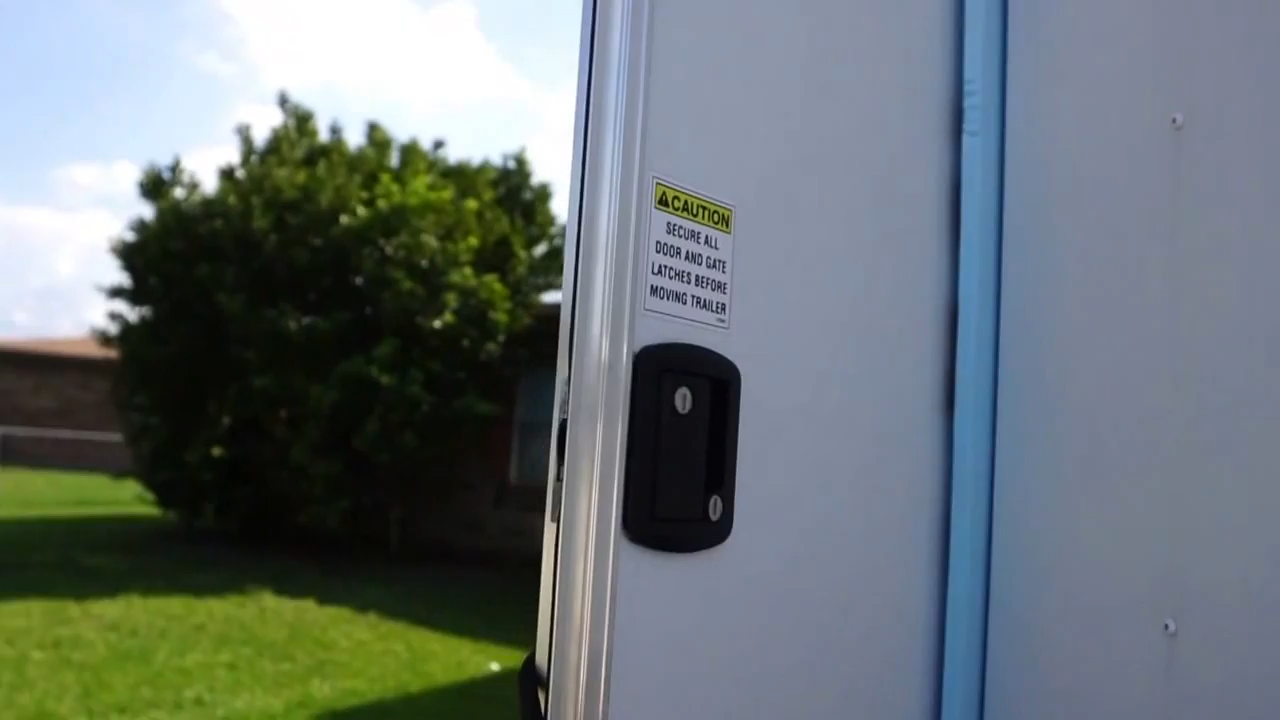 CAUTION
SECURE ALL
DOOR AND GATE
LATCHES BEFORE
MOVING TRAILER